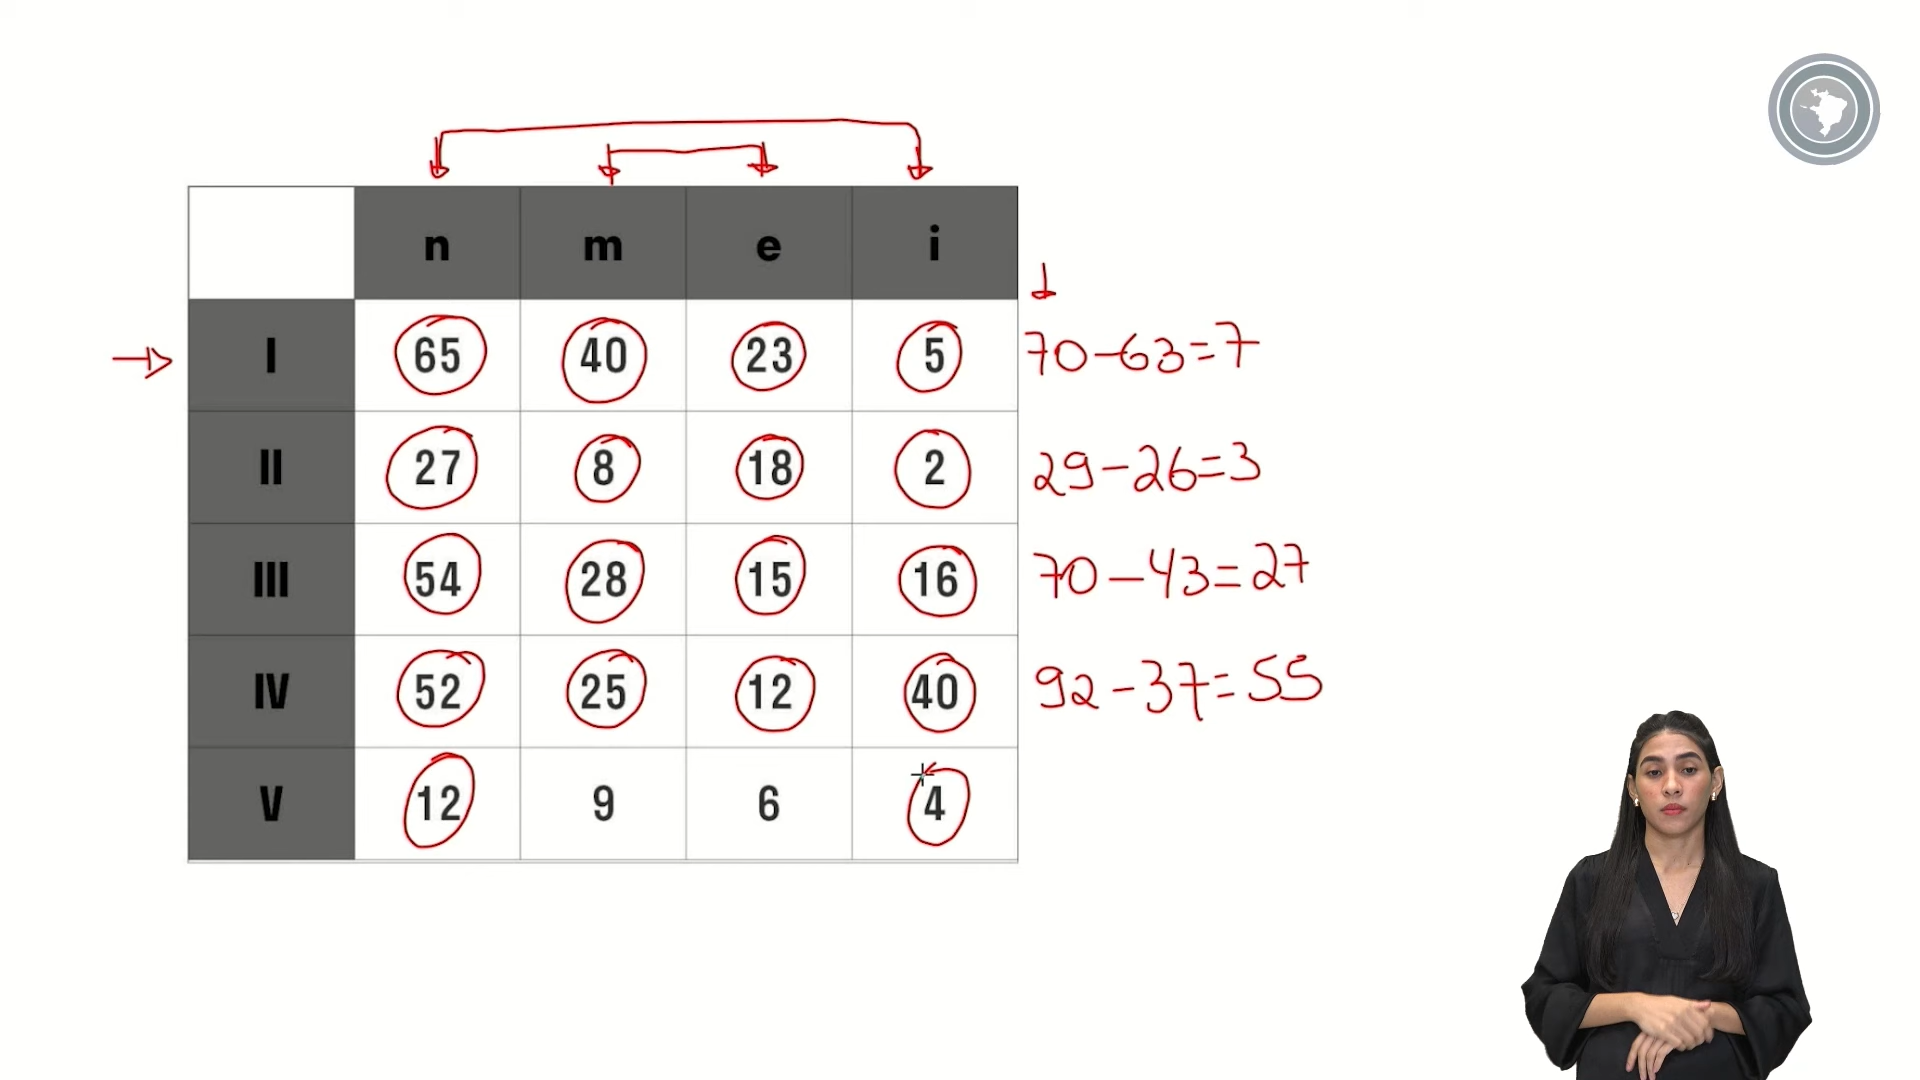 n m e i
I 65 40 23 5 70-63=7
II 27 8 18 2 29-26=3
III 54 28 15 16 70-43=27
IV 52 25 12 40 92-37=55
V 12 9 6 4